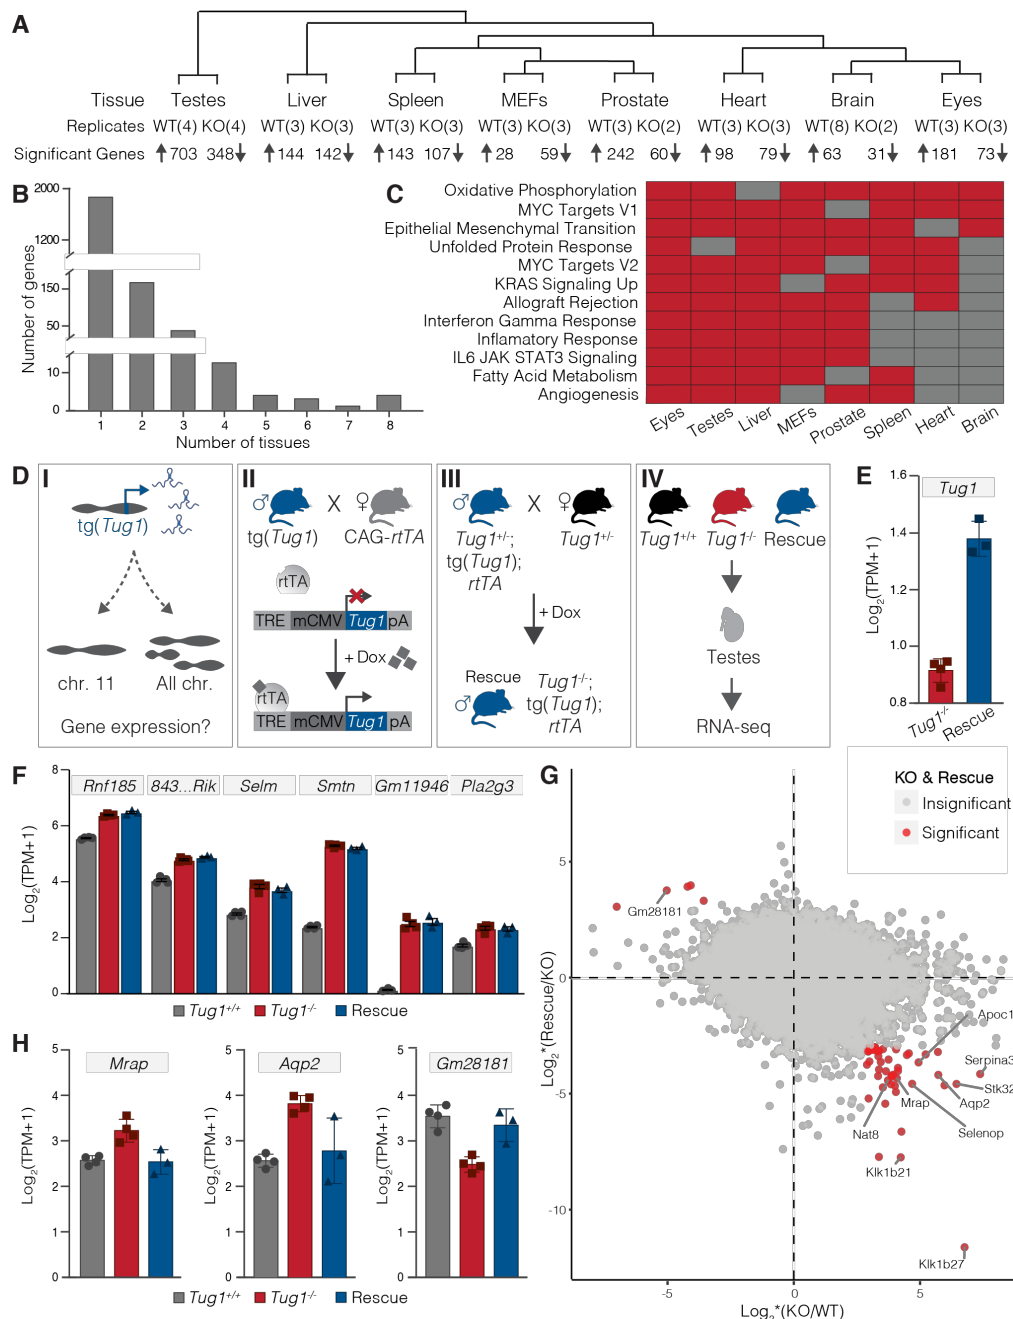 A
Tissue Testes Liver Spleen MEFs Prostate Heart Brain Eyes
Replicates WT(4) KO(4) WT(3) KO(3) WT(3) KO(3) WT(3) KO(3) WT(3) KO(2) WT(3) KO(3) WT(8) KO(2) WT(3) KO(3)
Significant Genes ↑703 348↓ ↑144 142↓ ↑143 107↓ ↑28 59↓ ↑242 60↓ ↑98 79↓ ↑63 31↓ ↑181 73↓
B
Number of genes
2000
1200
150
50
10
0
1 2 3 4 5 6 7 8
Number of tissues
C
Oxidative Phosphorylation
MYC Targets V1
Epithelial Mesenchymal Transition
Unfolded Protein Response
MYC Targets V2
KRAS Signaling Up
Allograft Rejection
Interferon Gamma Response
Inflamatory Response
IL6 JAK STAT3 Signaling
Fatty Acid Metabolism
Angiogenesis
Eyes Testes Liver MEFs Prostate Spleen Heart Brain
D
I
tg(Tug1)
chr. 11 All chr.
Gene expression?
II
♂ X ♀
tg(Tug1) CAG-rtTA
rtTA
TRE mCMV Tug1 pA
+ Dox
rtTA
TRE mCMV Tug1 pA
III
♂ X ♀
Tug1+/-; Tug1+/-
tg(Tug1);
rtTA
+ Dox
Rescue Tug1-/-;
♂ tg(Tug1);
rtTA
IV
Tug1+/+ Tug1-/- Rescue
Testes
RNA-seq
E
Tug1
Log2(TPM+1)
1.6
1.4
1.2
1.0
0.8
Tug1-/- Rescue
F
Log2(TPM+1)
8
6
4
2
0
Rnf185 843...Rik Selm Smtn Gm11946 Pla2g3
Tug1+/+ Tug1-/- Rescue
G
KO & Rescue
Insignificant
Significant
Log2*(Rescue/KO)
5
0
-5
-10
Gm28181
Apoc1
Serpina3
Stk32
Aqp2
Mrap
Selenop
Nat8
Klk1b21
Klk1b27
-5 0 5
Log2*(KO/WT)
H
Mrap
Log2(TPM+1)
5
4
3
2
1
0
Aqp2
Log2(TPM+1)
5
4
3
2
1
0
Gm28181
Log2(TPM+1)
5
4
3
2
1
0
Tug1+/+ Tug1-/- Rescue